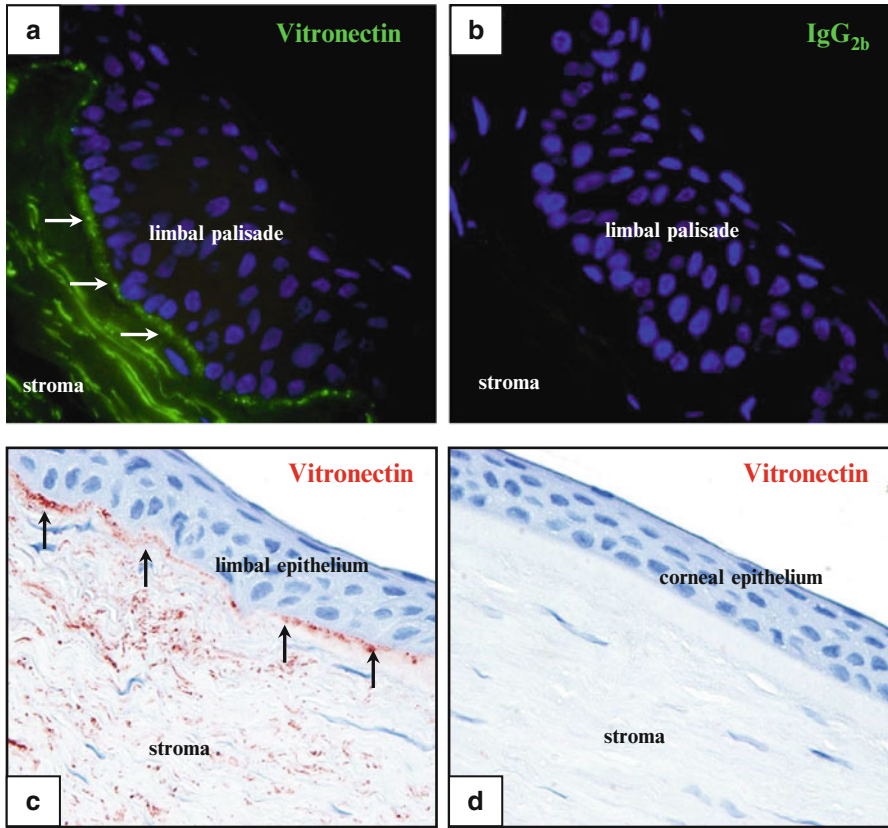 a
Vitronectin
limbal palisade
stroma
b
IgG2b
limbal palisade
stroma
Vitronectin
limbal epithelium
stroma
c
Vitronectin
corneal epithelium
stroma
d